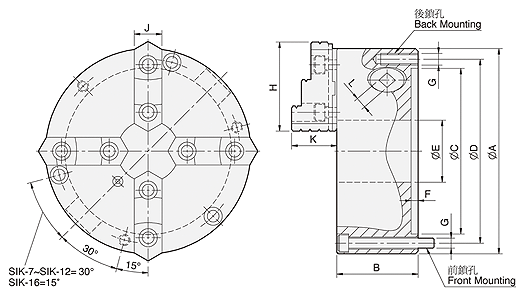 J
後鎖孔
Back Mounting
H
L
G
K
ØE
ØC
ØD
ØA
F
G
B
30°
15°
SIK-7~SIK-12=30°
SIK-16=15°
前鎖孔
Front Mounting